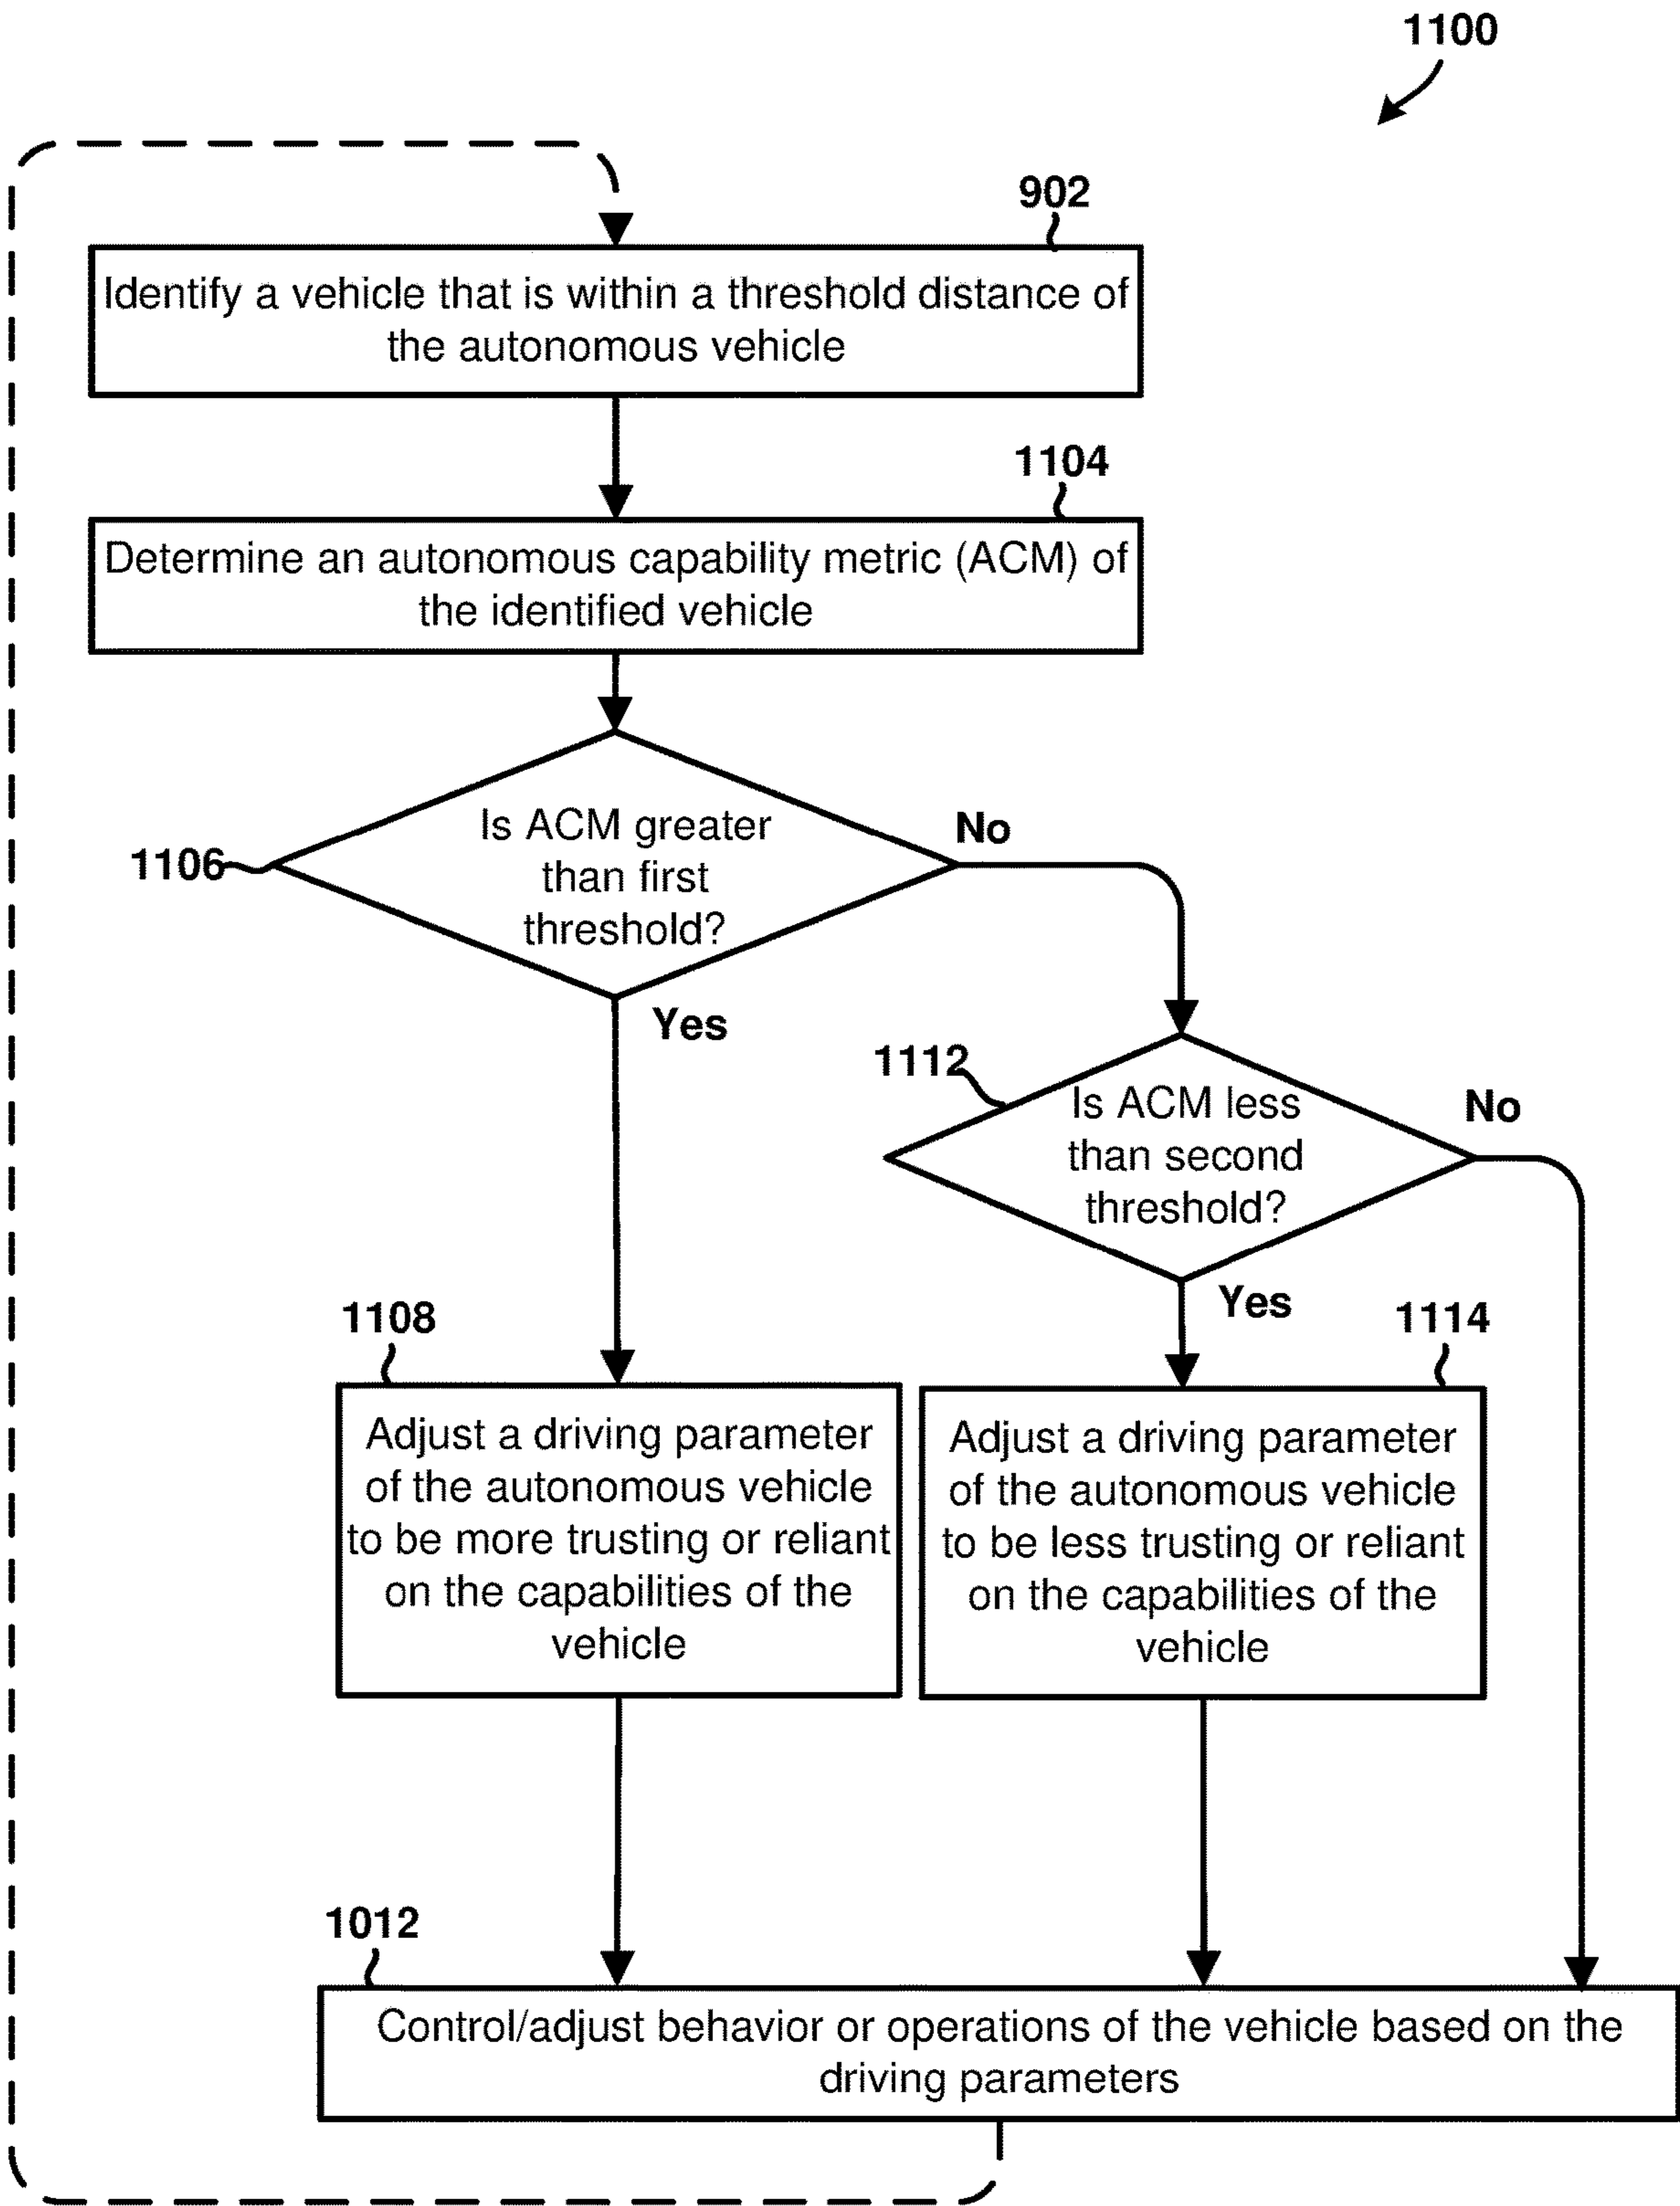 1100
902
Identify a vehicle that is within a threshold distance of
the autonomous vehicle
1104
Determine an autonomous capability metric (ACM) of
the identified vehicle
1106
Is ACM greater
than first
threshold?
No
Yes
1112
Is ACM less
than second
threshold?
No
Yes
1108
Adjust a driving parameter
of the autonomous vehicle
to be more trusting or reliant
on the capabilities of the
vehicle
1114
Adjust a driving parameter
of the autonomous vehicle
to be less trusting or reliant
on the capabilities of the
vehicle
1012
Control/adjust behavior or operations of the vehicle based on the
driving parameters